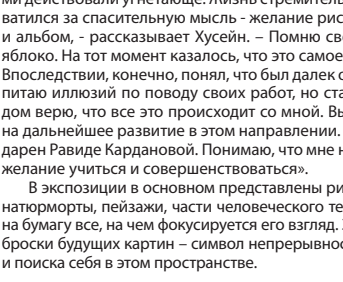 ми действовали угнетающе. Жизнь стремитель
ватился за спасительную мысль - желание рис
и альбом, - рассказывает Хусейн. – Помню св
яблоко. На тот момент казалось, что это самое
Впоследствии, конечно, понял, что был далек о
питаю иллюзий по поводу своих работ, но ста
дом верю, что все это происходит со мной. Вы
на дальнейшее развитие в этом направлении.
дарен Равиде Кардановой. Понимаю, что мне н
желание учиться и совершенствоваться».
В экспозиции в основном представлены ри
натюрморты, пейзажи, части человеческого те
на бумагу все, на чем фокусируется его взгляд.
броски будущих картин – символ непрерывнос
и поиска себя в этом пространстве.